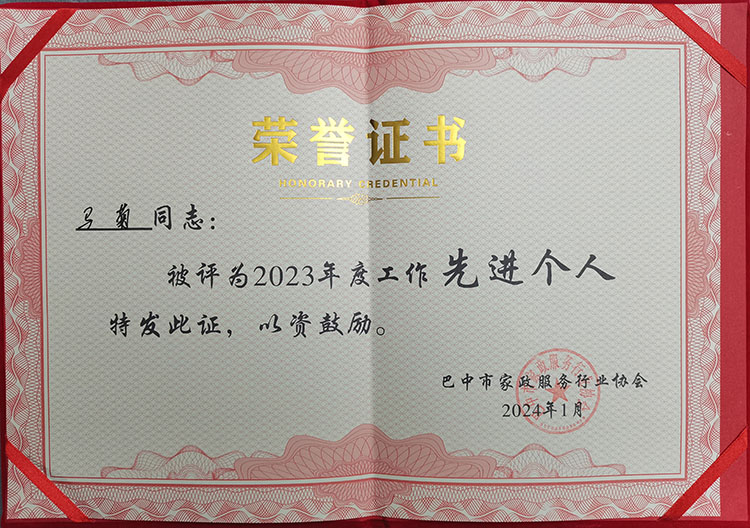 荣誉证书
HONORARY CREDENTIAL
马菊同志：
被评为2023年度工作先进个人
特发此证，以资鼓励。
巴中市家政服务行业协会
2024年1月